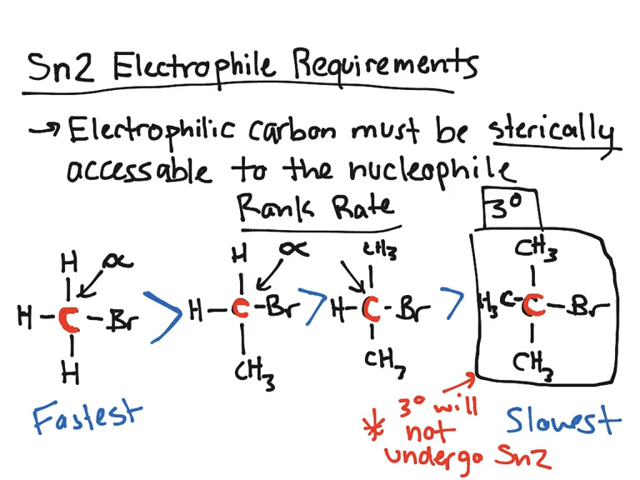 Sn2 Electrophile Requirements
→ Electrophilic carbon must be sterically
accessable to the nucleophile
Rank Rate
3°
H α H α CH3 CH3
H-C-Br > H-C-Br > H-C-Br > H3C-C-Br
H CH3 CH3 CH3
Fastest * 3° will Slowest
not
undergo Sn2